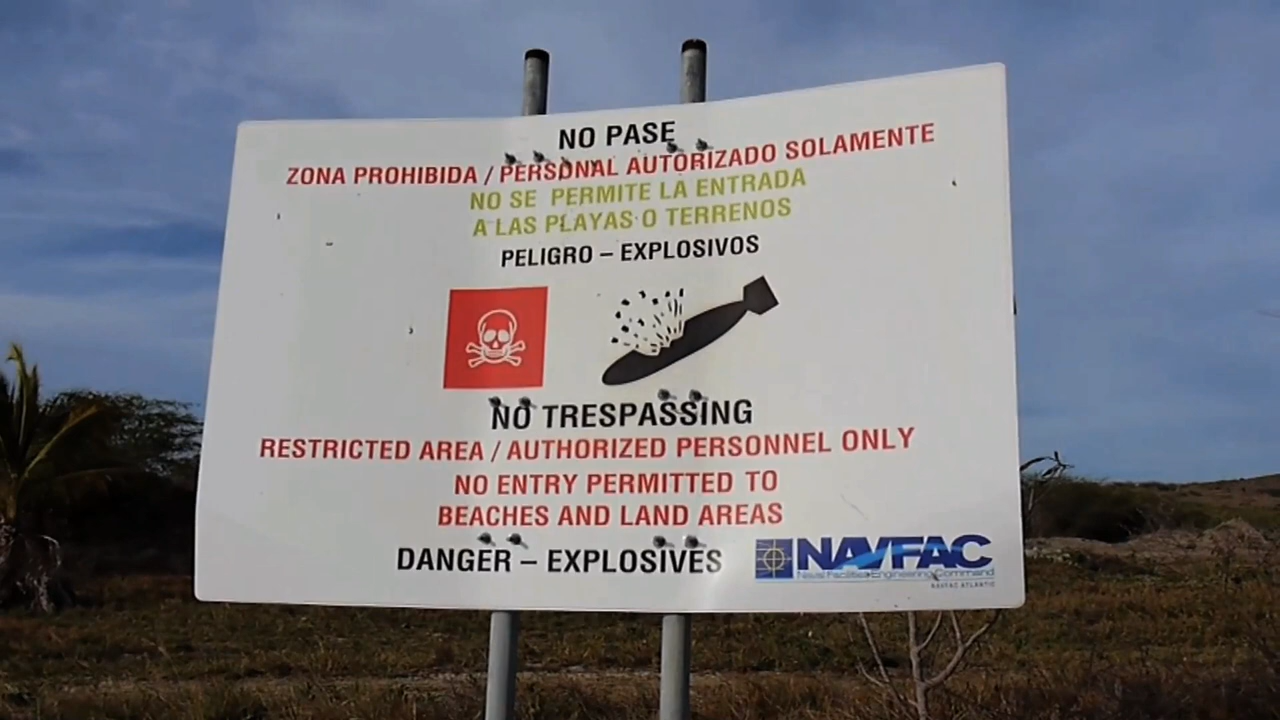 NO PASE
ZONA PROHIBIDA / PERSONAL AUTORIZADO SOLAMENTE
NO SE PERMITE LA ENTRADA
A LAS PLAYAS O TERRENOS
PELIGRO – EXPLOSIVOS
NO TRESPASSING
RESTRICTED AREA / AUTHORIZED PERSONNEL ONLY
NO ENTRY PERMITTED TO
BEACHES AND LAND AREAS
DANGER – EXPLOSIVES
NAVFAC
Naval Facilities Engineering Command
NAVFAC ATLANTIC